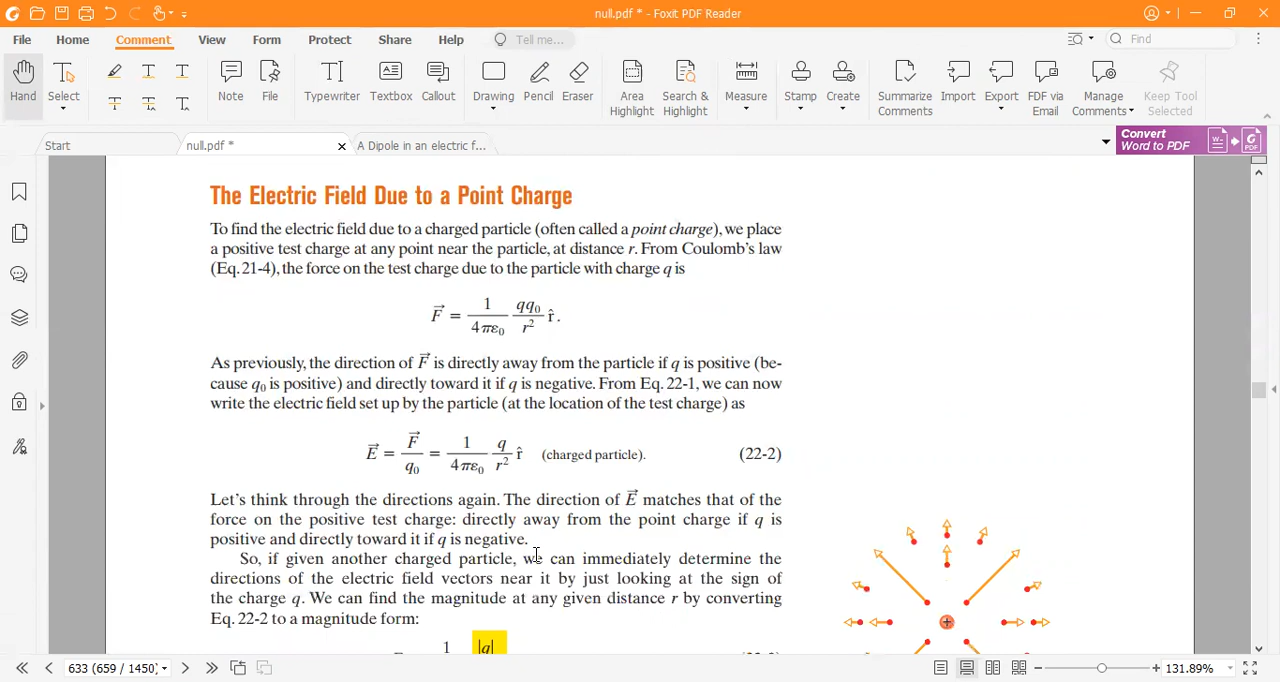 null.pdf * - Foxit PDF Reader
File Home Comment View Form Protect Share Help Tell me... Find
Hand Select Note File Typewriter Textbox Callout Drawing Pencil Eraser Area Highlight Search & Highlight Measure Stamp Create Summarize Comments Import Export PDF via Email Manage Comments Keep Tool Selected
Start null.pdf * A Dipole in an electric f... Convert Word to PDF
The Electric Field Due to a Point Charge
To find the electric field due to a charged particle (often called a point charge), we place
a positive test charge at any point near the particle, at distance r. From Coulomb's law
(Eq. 21-4), the force on the test charge due to the particle with charge q is
F⃗ = 1/(4πε₀) qq₀/r² r̂.
As previously, the direction of F⃗ is directly away from the particle if q is positive (be-
cause q₀ is positive) and directly toward it if q is negative. From Eq. 22-1, we can now
write the electric field set up by the particle (at the location of the test charge) as
E⃗ = F⃗/q₀ = 1/(4πε₀) q/r² r̂ (charged particle). (22-2)
Let's think through the directions again. The direction of E⃗ matches that of the
force on the positive test charge: directly away from the point charge if q is
positive and directly toward it if q is negative.
So, if given another charged particle, we can immediately determine the
directions of the electric field vectors near it by just looking at the sign of
the charge q. We can find the magnitude at any given distance r by converting
Eq. 22-2 to a magnitude form:
1 |q|
+
633 (659 / 1450) 131.89%